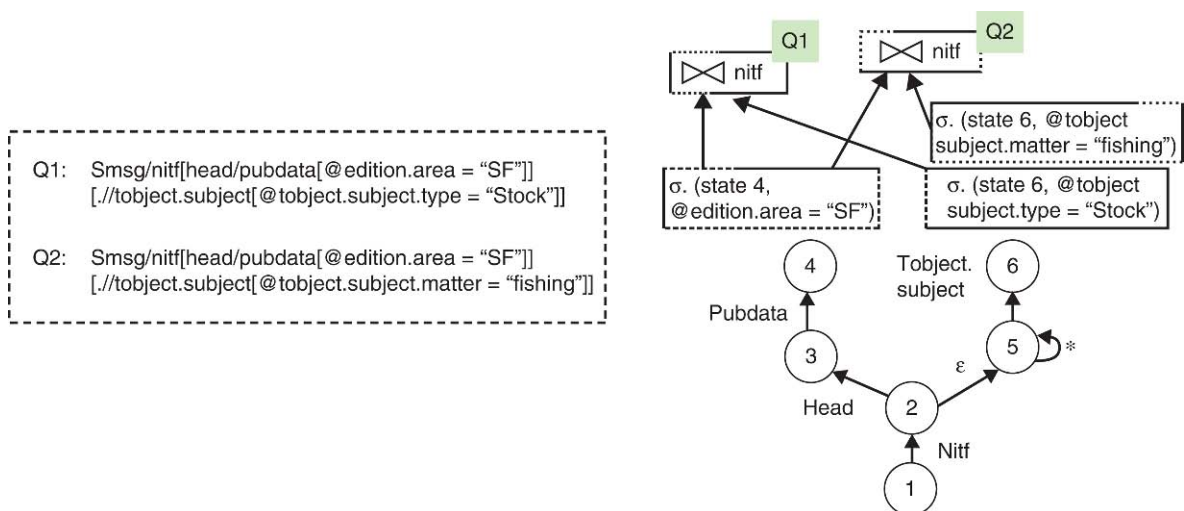 Q1: Smsg/nitf[head/pubdata[@edition.area = “SF”]]
[.//tobject.subject[@tobject.subject.type = “Stock”]]
Q2: Smsg/nitf[head/pubdata[@edition.area = “SF”]]
[.//tobject.subject[@tobject.subject.matter = “fishing”]]
Q1
nitf
Q2
nitf
σ. (state 6, @tobject
subject.matter = “fishing”)
σ. (state 4,
@edition.area = “SF”)
σ. (state 6, @tobject
subject.type = “Stock”)
4
Tobject.
subject
6
Pubdata
3
5
*
ε
Head
2
Nitf
1